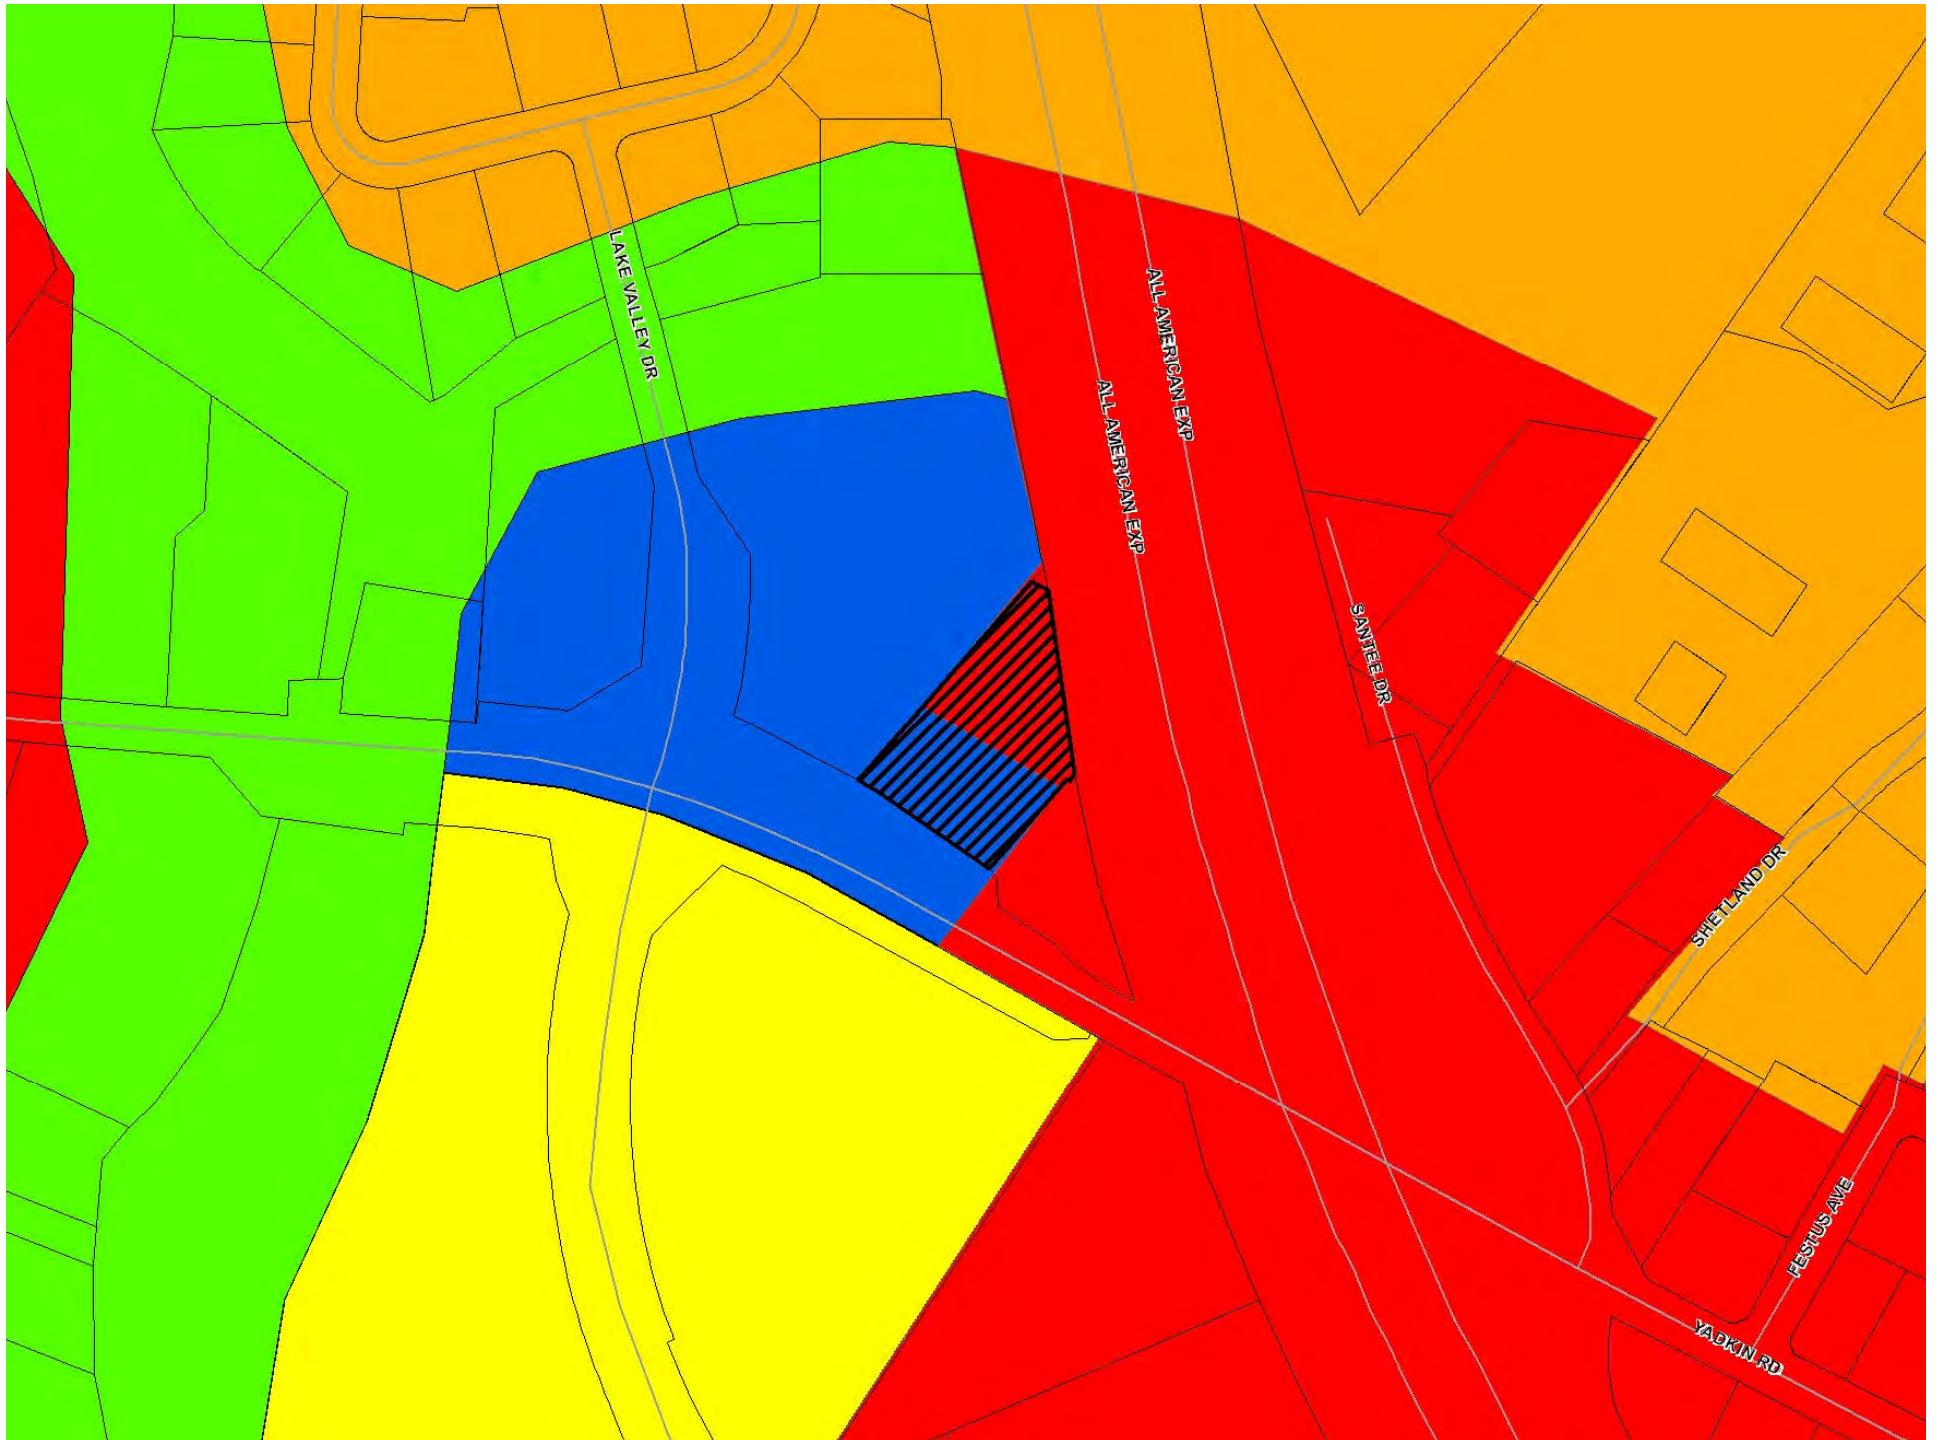 LAKE VALLEY DR
ALL AMERICAN EXP
ALL AMERICAN EXP
SANTEE DR
SHETLAND DR
FESTUS AVE
YADKIN RD